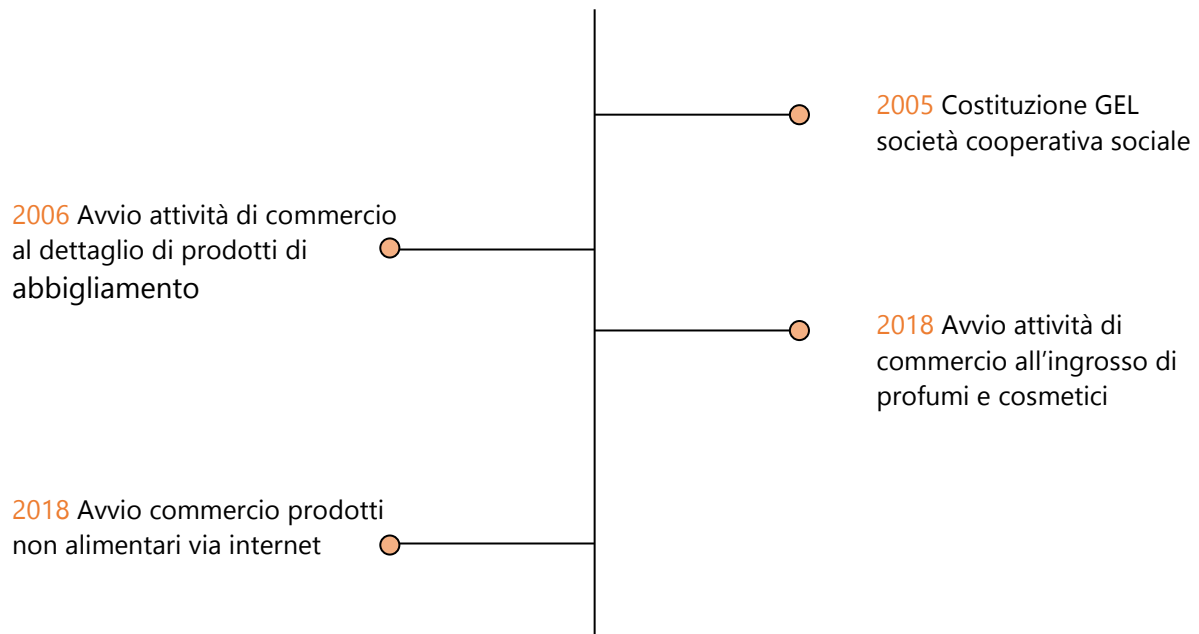 2005 Costituzione GEL
società cooperativa sociale
2006 Avvio attività di commercio
al dettaglio di prodotti di
abbigliamento
2018 Avvio attività di
commercio all’ingrosso di
profumi e cosmetici
2018 Avvio commercio prodotti
non alimentari via internet